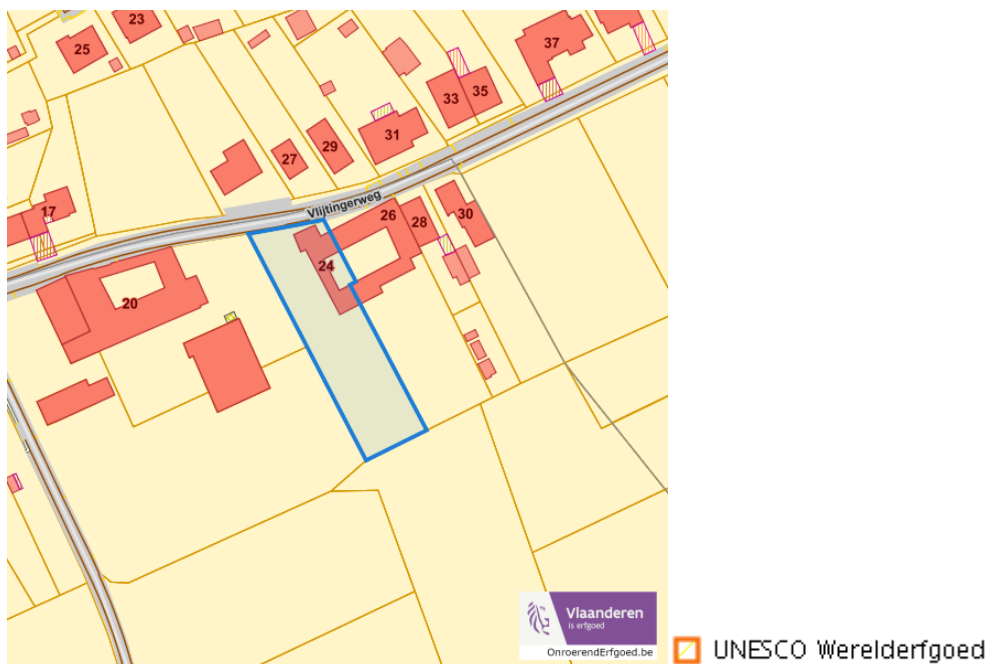 23
25
37
33
35
31
29
27
17
Vlijtingerweg
26
28
30
24
20
Vlaanderen
is erfgoed
OnroerendErfgoed.be
UNESCO Werelderfgoed